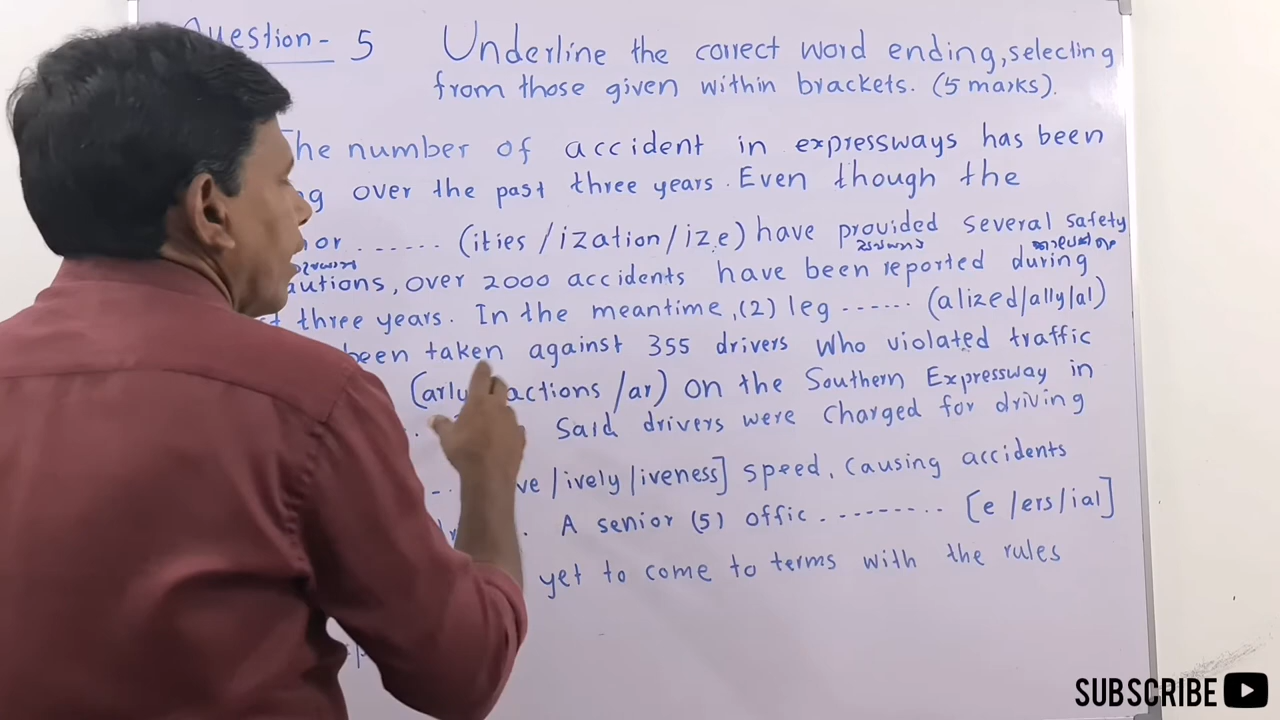 Question - 5 Underline the correct word ending, selecting
from those given within brackets. (5 marks).
The number of accident in expressways has been
ng over the past three years. Even though the
or ...... (ities /ization/ize) have provided several safety
autions, over 2000 accidents have been reported during
three years. In the meantime, (2) leg ...... (alized/ally/al)
been taken against 355 drivers who violated traffic
(arly actions /ar) on the Southern Expressway in
Said drivers were charged for driving
ve /ively /iveness] speed, causing accidents
A senior (5) offic ......... [e /ers/ial]
yet to come to terms with the rules
SUBSCRIBE